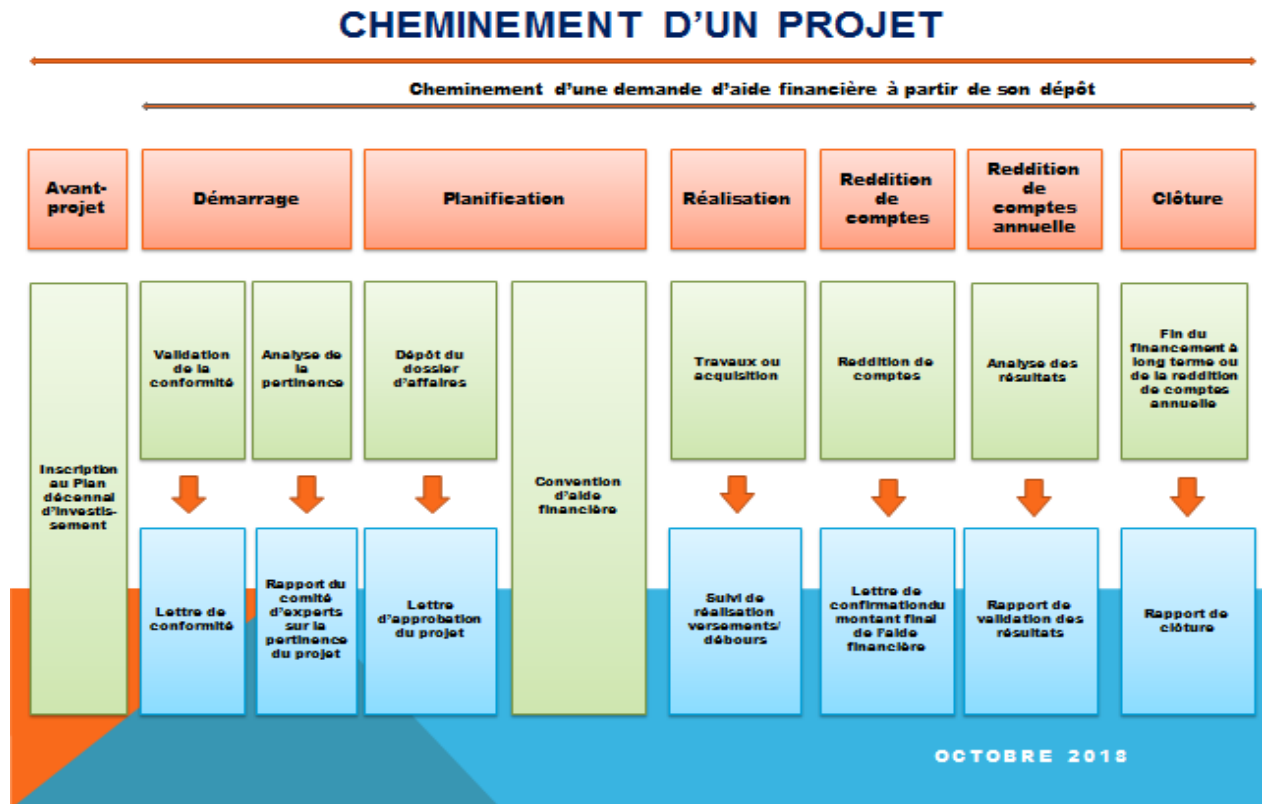 CHEMINEMENT D'UN PROJET
Cheminement d'une demande d'aide financière à partir de son dépôt
Avant-
projet
Démarrage
Planification
Réalisation
Reddition
de
comptes
Reddition
de
comptes
annuelle
Clôture
Inscription
au Plan
décennal
d'investis-
sement
Validation
de la
conformité
Analyse de
la
pertinence
Dépôt du
dossier
d'affaires
Convention
d'aide
financière
Travaux ou
acquisition
Reddition de
comptes
Analyse des
résultats
Fin du
financement à
long terme ou
de la reddition
de comptes
annuelle
Lettre de
conformité
Rapport du
comité
d'experts
sur la
pertinence
du projet
Lettre
d'approbation
du projet
Suivi de
réalisation
versements/
débours
Lettre de
confirmationdu
montant final
de l'aide
financière
Rapport de
validation des
résultats
Rapport de
clôture
OCTOBRE 2018